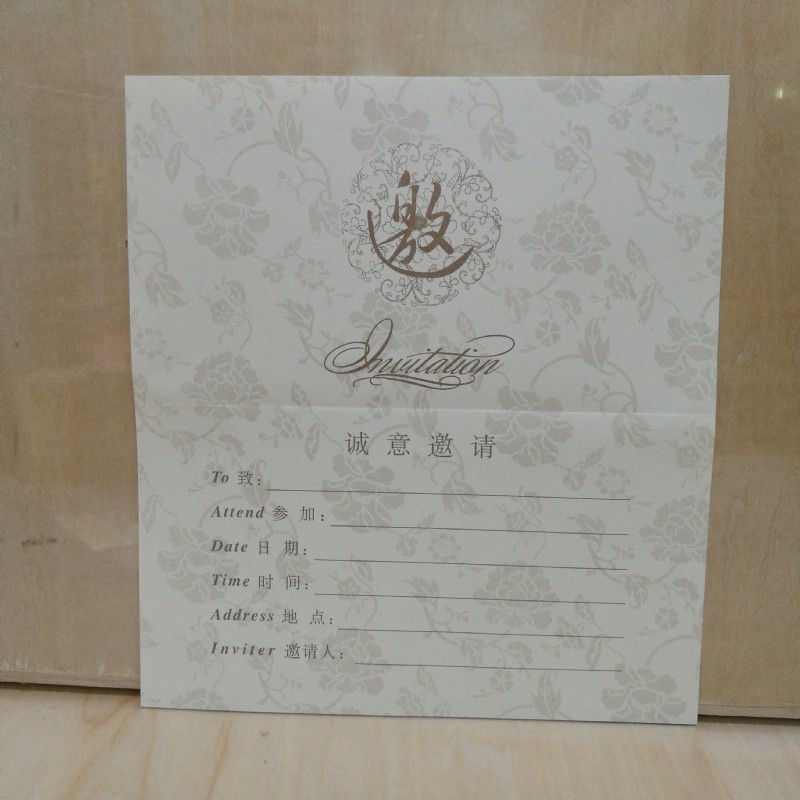 邀
Invitation
诚意邀请
To 致:
Attend 参加:
Date 日期:
Time 时间:
Address 地点:
Inviter 邀请人: